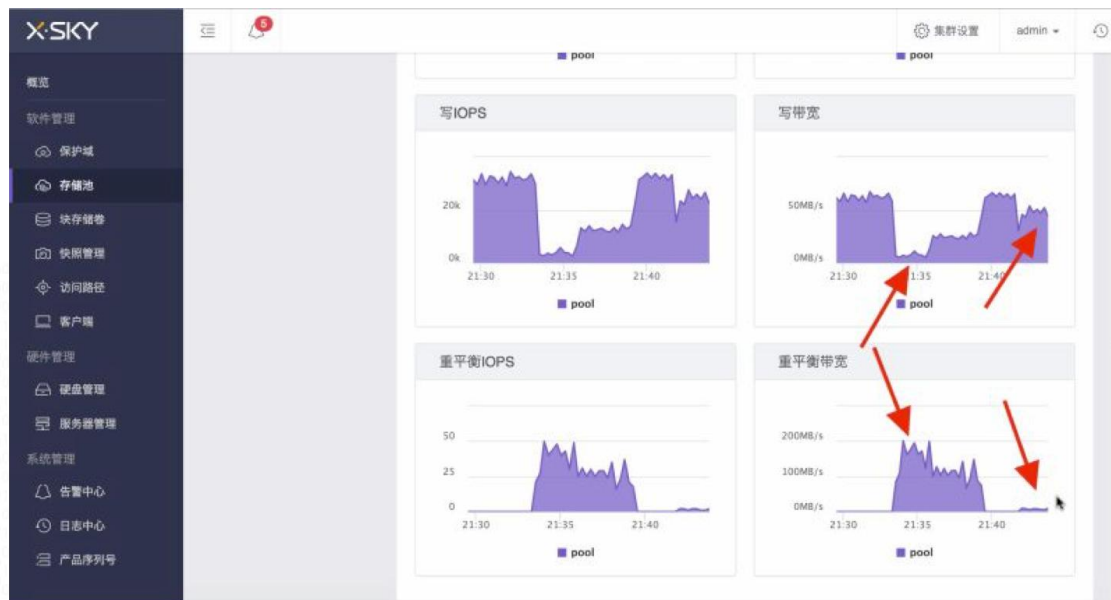 X·SKY
5
集群设置
admin
概览
软件管理
保护域
存储池
块存储卷
快照管理
访问路径
客户端
硬件管理
硬盘管理
服务器管理
系统管理
告警中心
日志中心
产品序列号
pool
pool
写IOPS
20k
0k
21:30 21:35 21:40
pool
写带宽
50MB/s
0MB/s
21:30 21:35 21:40
pool
重平衡IOPS
50
25
0
21:30 21:35 21:40
pool
重平衡带宽
200MB/s
100MB/s
0MB/s
21:30 21:35 21:40
pool